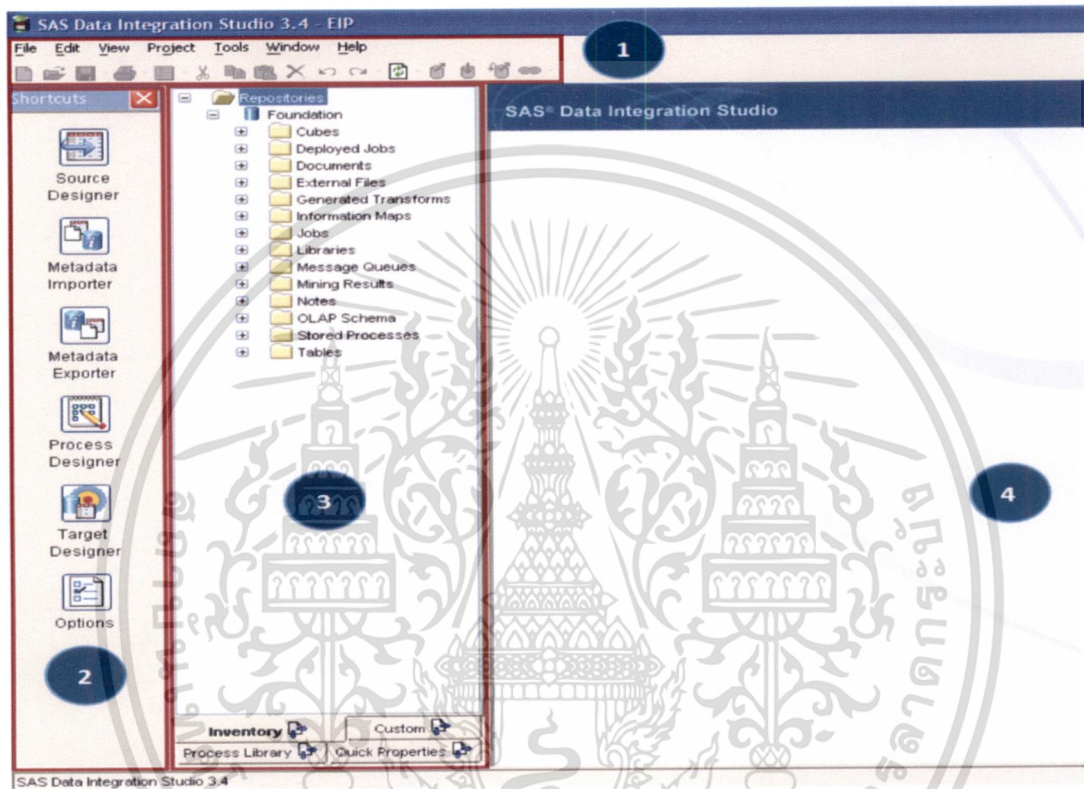 SAS Data Integration Studio 3.4 - EIP
File Edit View Project Tools Window Help
1
Shortcuts
Source
Designer
Metadata
Importer
Metadata
Exporter
Process
Designer
Target
Designer
Options
2
Repositories
Foundation
Cubes
Deployed Jobs
Documents
External Files
Generated Transforms
Information Maps
Jobs
Libraries
Message Queues
Mining Results
Notes
OLAP Schema
Stored Processes
Tables
3
Inventory
Custom
Process Library
Quick Properties
SAS® Data Integration Studio
4
SAS Data Integration Studio 3.4